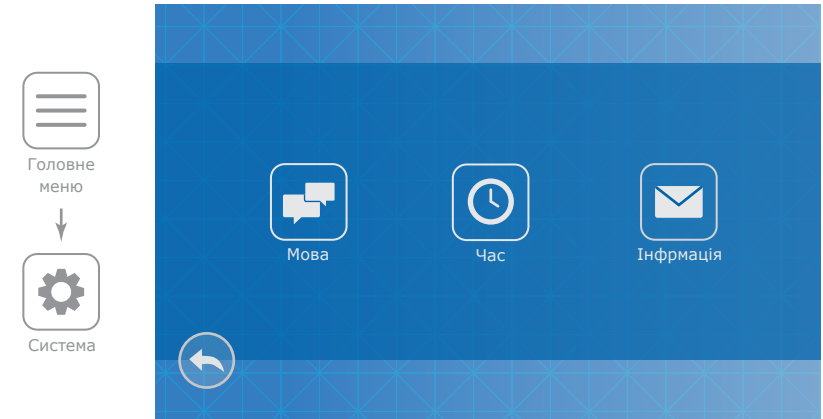 Головне
меню
Система
Мова
Час
Інфрмація